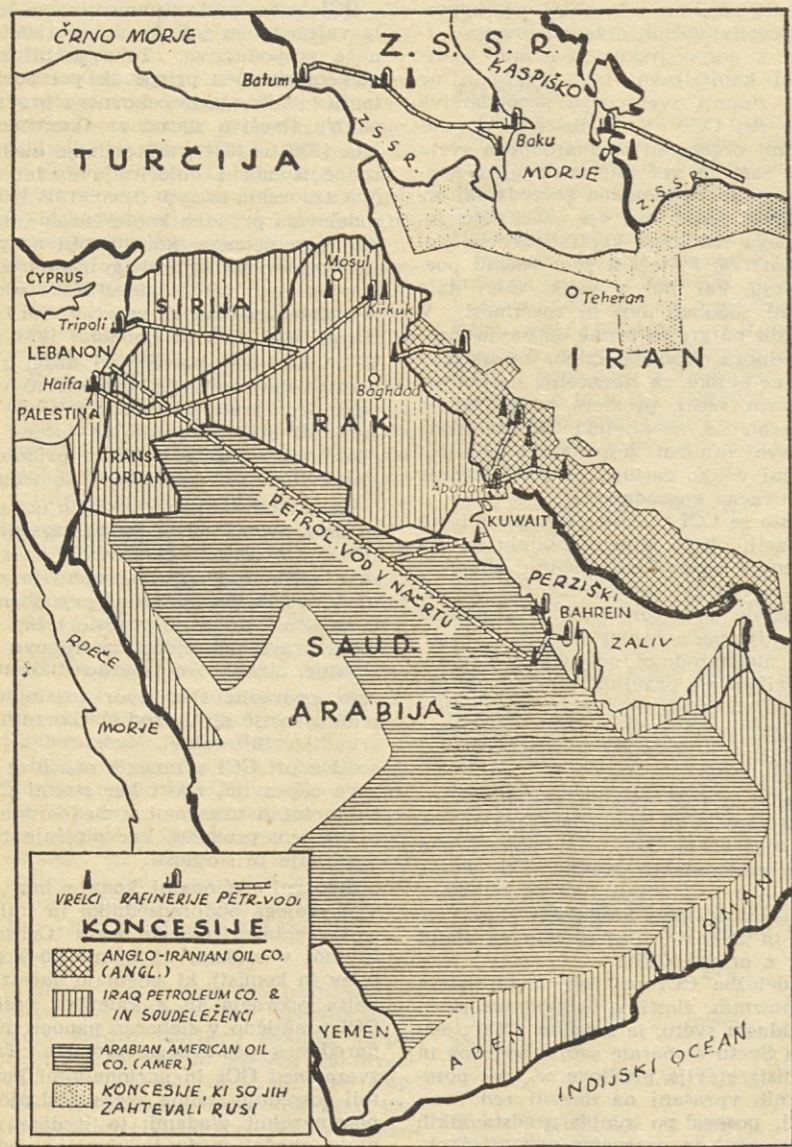 ČRNO MORJE
Z. S. S. R.
Batum
KASPIŠKO
Z. S. S R.
Baku
MORJE
Z. S. S. R.
TURČIJA
CYPRUS
SIRIJA
Mosul
Kirkuk
Teheran
Tripoli
LEBANON
IRAN
Haifa
Baghdad
PALESTINA
IRAK
TRANS-
JORDAN.
Abadan
KUWAIT
PETROL. VOD V NAČRTU
PERZIŠKI
BAHREIN
ZALIV
SAUD.
ARABIJA
RDEČE
MORJE
OMAN
YEMEN
ADEN
INDIJSKI OCEAN
VRELCI RAFINERIJE PETR.-VODI
KONCESIJE
ANGLO-IRANIAN OIL CO.
(ANGL.)
IRAQ PETROLEUM CO. &
IN SOUDELEŽENCI
ARABIAN AMERICAN OIL
CO. (AMER.)
KONCESIJE, KI SO JIH
ZAHTEVALI RUSI